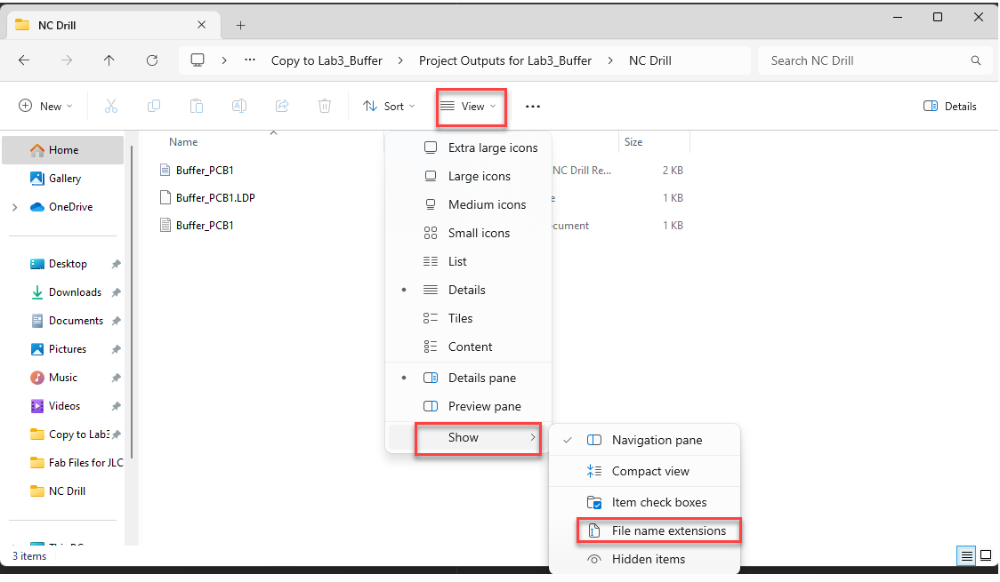 NC Drill
Copy to Lab3_Buffer > Project Outputs for Lab3_Buffer > NC Drill
Search NC Drill
New
Sort
View
Details
Name
Size
Home
Gallery
OneDrive
Desktop
Downloads
Documents
Pictures
Music
Videos
Copy to Lab3
Fab Files for JLC
NC Drill
Buffer_PCB1 NC Drill Re... 2 KB
Buffer_PCB1.LDP e 1 KB
Buffer_PCB1 cument 1 KB
Extra large icons
Large icons
Medium icons
Small icons
List
Details
Tiles
Content
Details pane
Preview pane
Show
Navigation pane
Compact view
Item check boxes
File name extensions
Hidden items
3 items